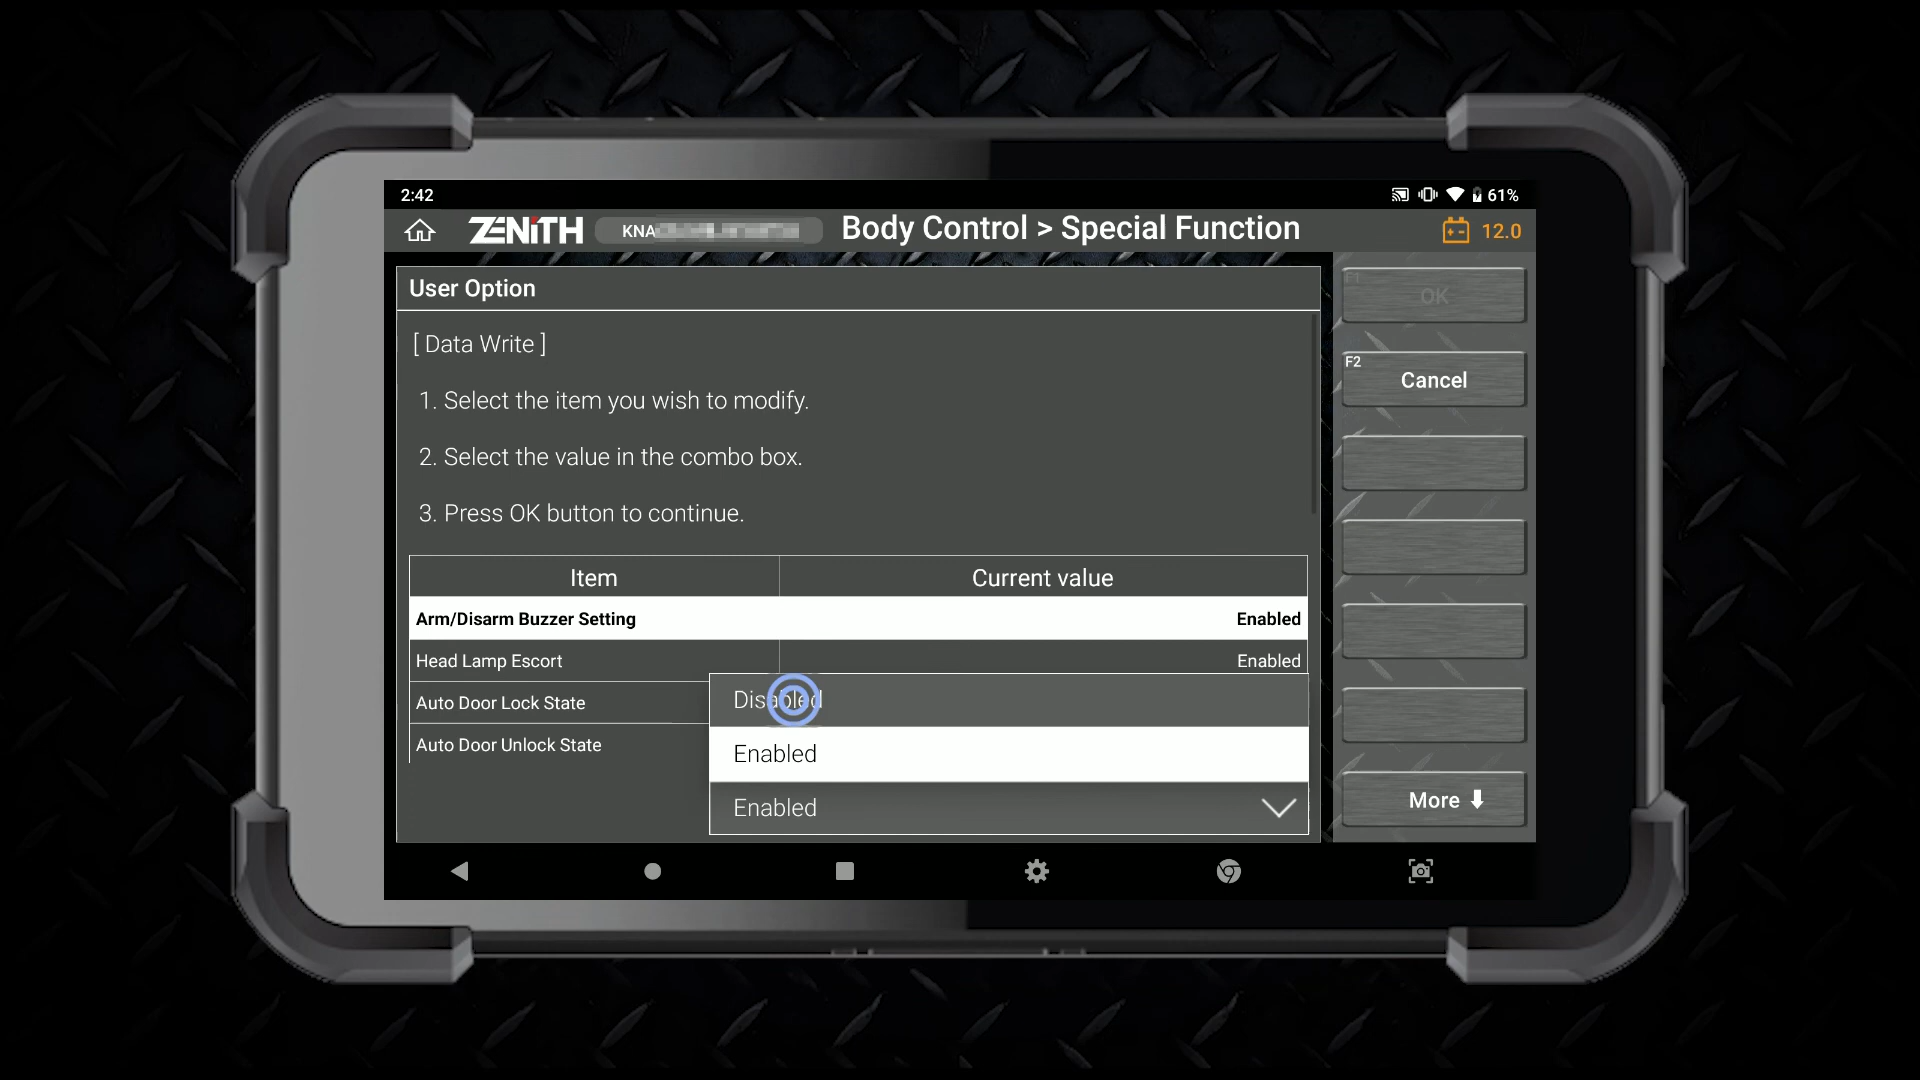 2:42
61%
ZENITH
KNA
Body Control > Special Function
12.0
User Option
F1
OK
[ Data Write ]
F2
Cancel
1. Select the item you wish to modify.
2. Select the value in the combo box.
3. Press OK button to continue.
Item
Current value
Arm/Disarm Buzzer Setting
Enabled
Head Lamp Escort
Enabled
Auto Door Lock State
Disabled
Auto Door Unlock State
Enabled
Enabled
More